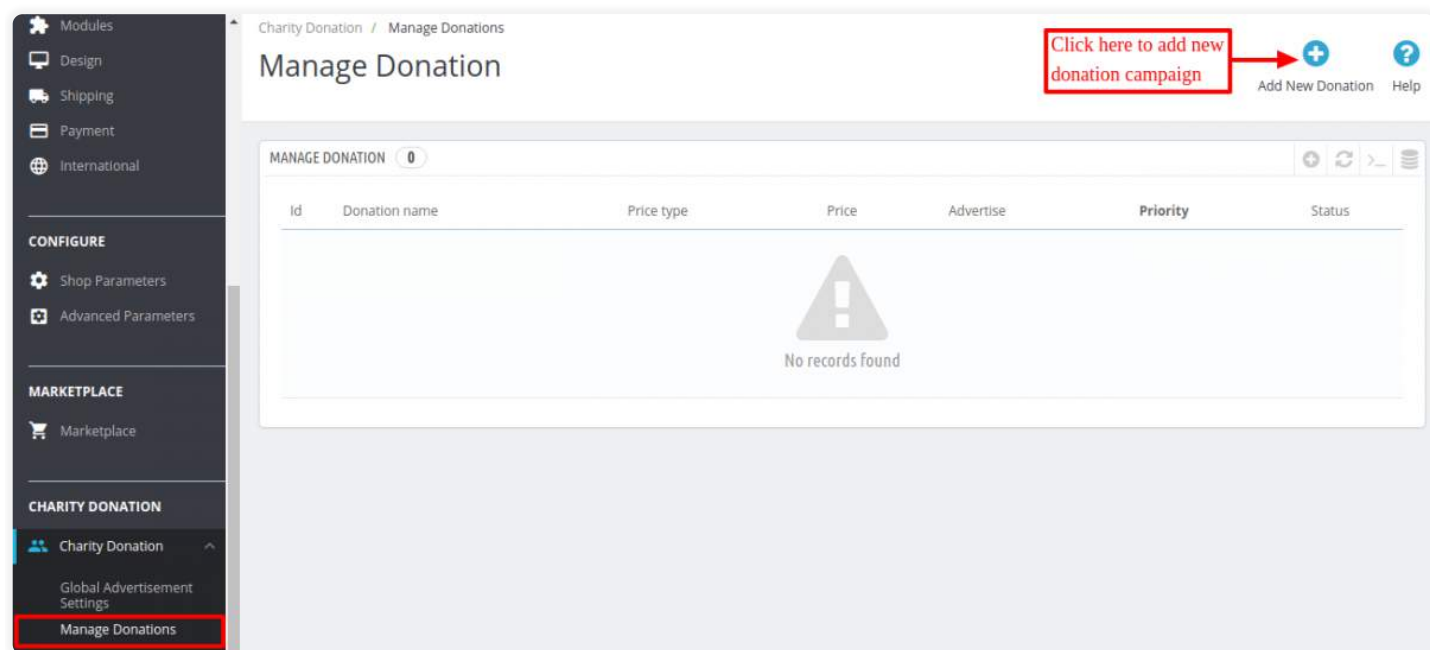 Modules
Design
Shipping
Payment
International
CONFIGURE
Shop Parameters
Advanced Parameters
MARKETPLACE
Marketplace
CHARITY DONATION
Charity Donation
Global Advertisement
Settings
Manage Donations
Charity Donation / Manage Donations
Manage Donation
Click here to add new
donation campaign
Add New Donation Help
MANAGE DONATION 0
Id Donation name Price type Price Advertise Priority Status
No records found